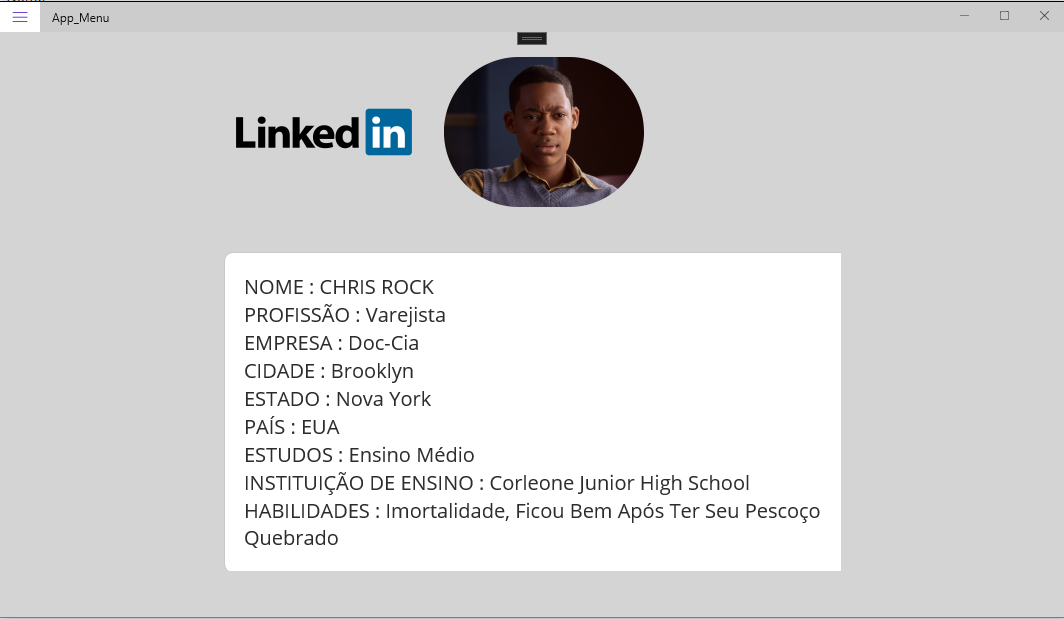 App_Menu
Linked in
NOME : CHRIS ROCK
PROFISSÃO : Varejista
EMPRESA : Doc-Cia
CIDADE : Brooklyn
ESTADO : Nova York
PAÍS : EUA
ESTUDOS : Ensino Médio
INSTITUIÇÃO DE ENSINO : Corleone Junior High School
HABILIDADES : Imortalidade, Ficou Bem Após Ter Seu Pescoço
Quebrado